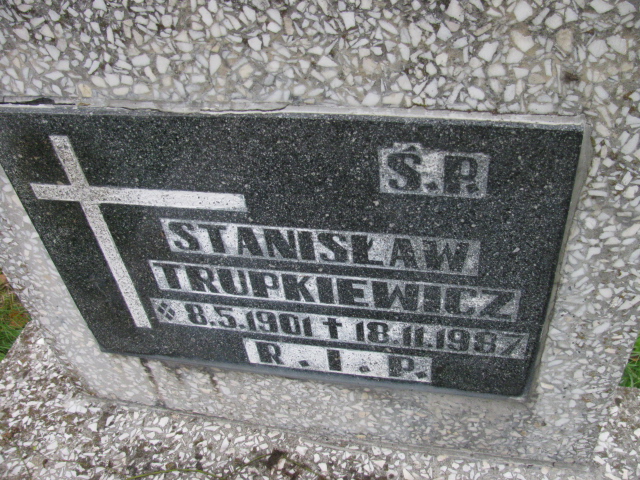 Ś.P.
STANISŁAW
TRUPKIEWICZ
* 8.5.1901 † 18.11.1987
R.I.P.